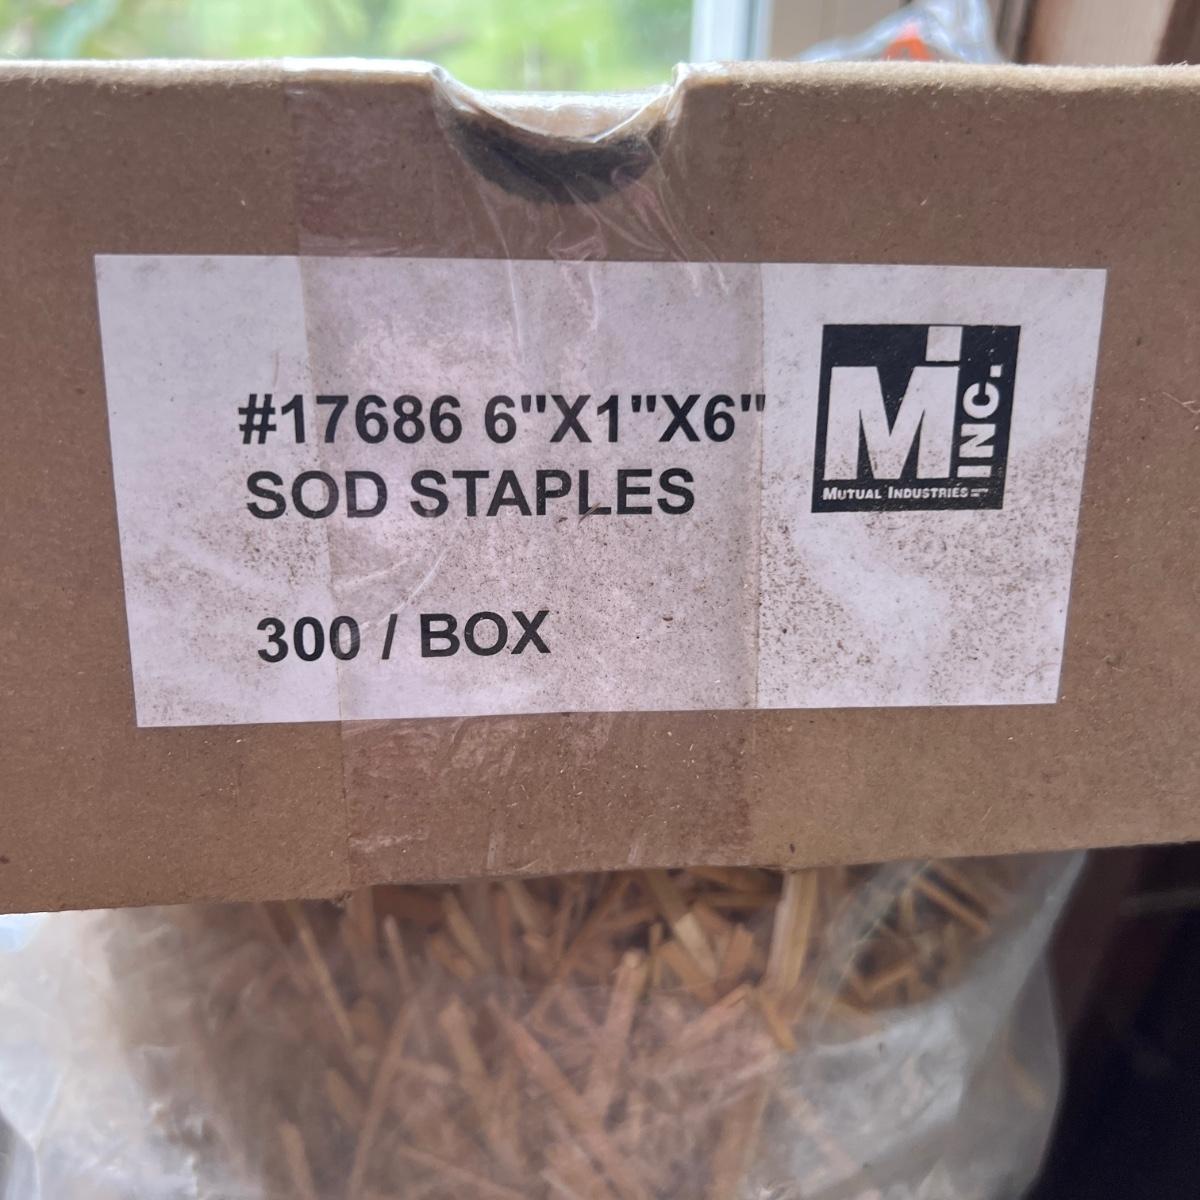 #17686 6"X1"X6"
SOD STAPLES
300 / BOX
Mi INC.
MUTUAL INDUSTRIES